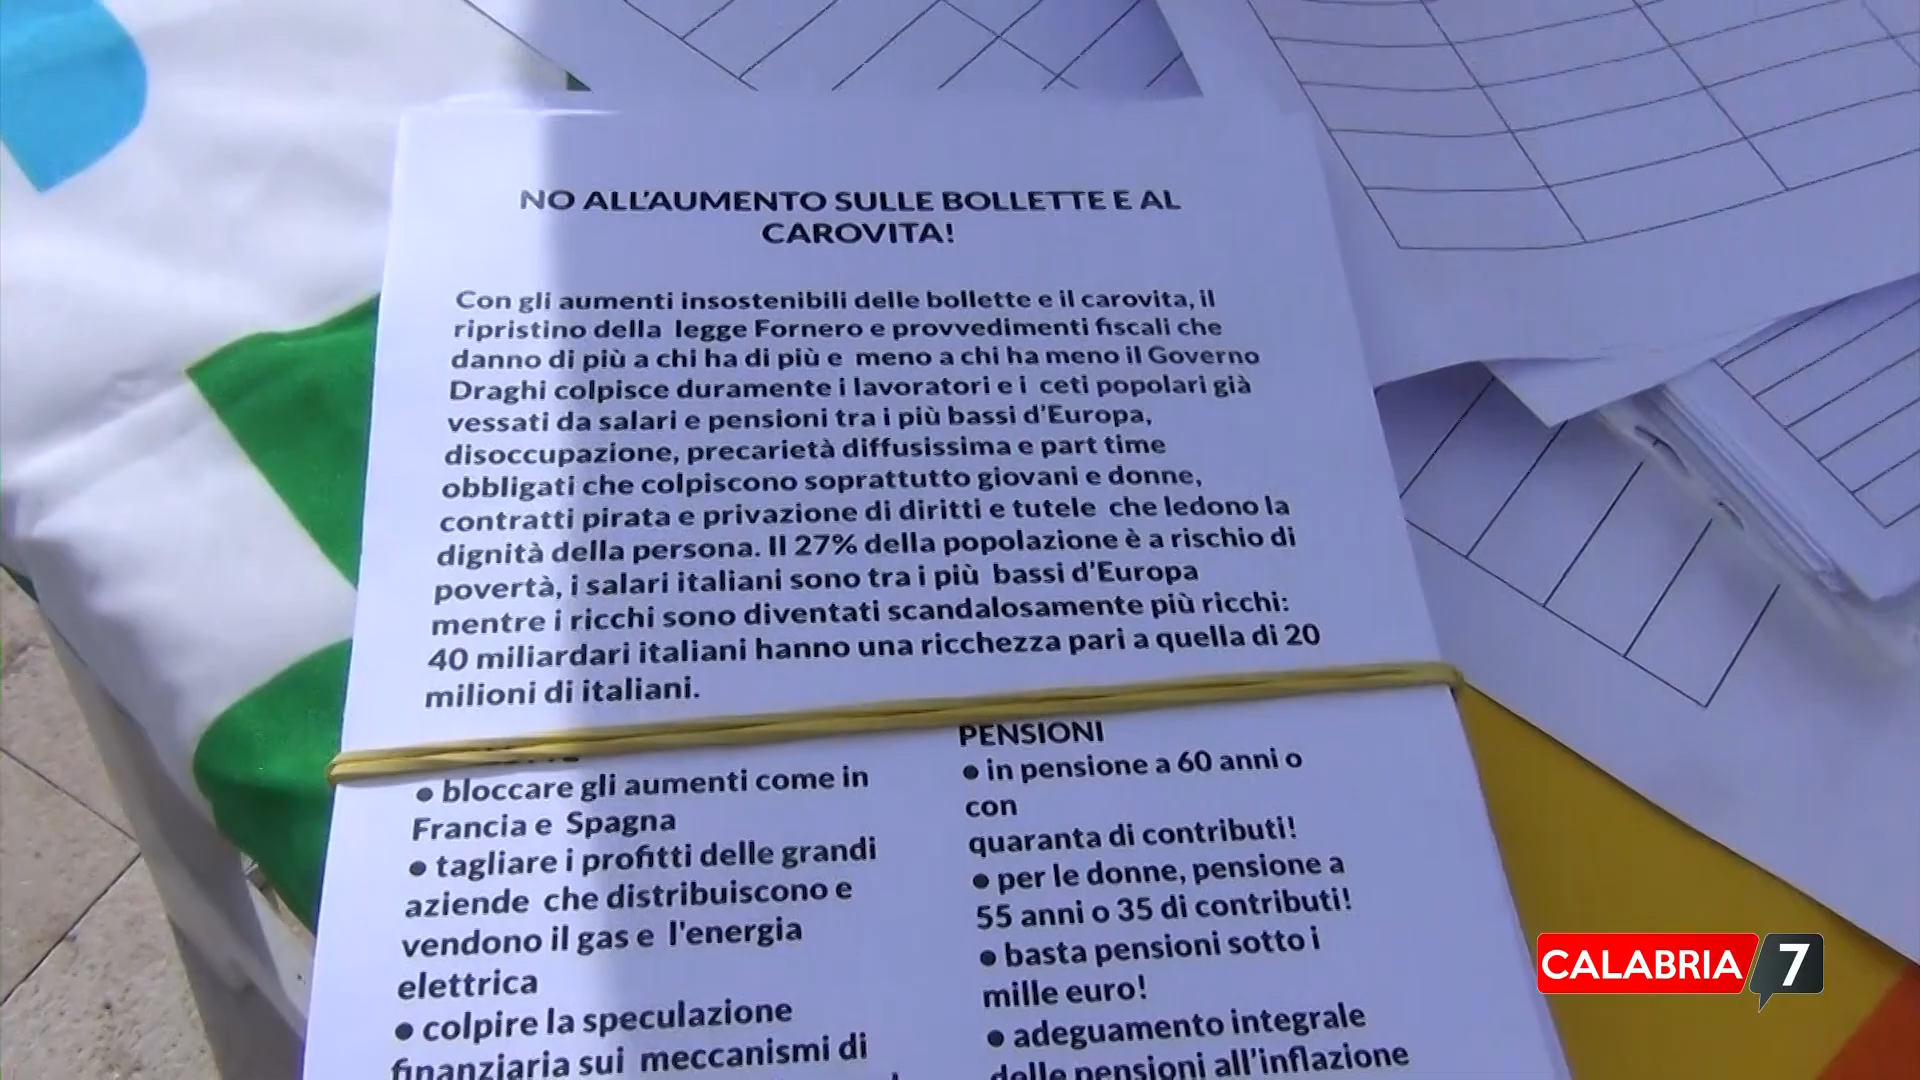 NO ALL'AUMENTO SULLE BOLLETTE E AL
CAROVITA!
Con gli aumenti insostenibili delle bollette e il carovita, il
ripristino della legge Fornero e provvedimenti fiscali che
danno di più a chi ha di più e meno a chi ha meno il Governo
Draghi colpisce duramente i lavoratori e i ceti popolari già
vessati da salari e pensioni tra i più bassi d'Europa,
disoccupazione, precarietà diffusissima e part time
obbligati che colpiscono soprattutto giovani e donne,
contratti pirata e privazione di diritti e tutele che ledono la
dignità della persona. Il 27% della popolazione è a rischio di
povertà, i salari italiani sono tra i più bassi d'Europa
mentre i ricchi sono diventati scandalosamente più ricchi:
40 miliardari italiani hanno una ricchezza pari a quella di 20
milioni di italiani.
● bloccare gli aumenti come in
Francia e Spagna
● tagliare i profitti delle grandi
aziende che distribuiscono e
vendono il gas e l'energia
elettrica
● colpire la speculazione
finanziaria sui meccanismi di
PENSIONI
● in pensione a 60 anni o
con
quaranta di contributi!
● per le donne, pensione a
55 anni o 35 di contributi!
● basta pensioni sotto i
mille euro!
● adeguamento integrale
delle pensioni all'inflazione
CALABRIA 7